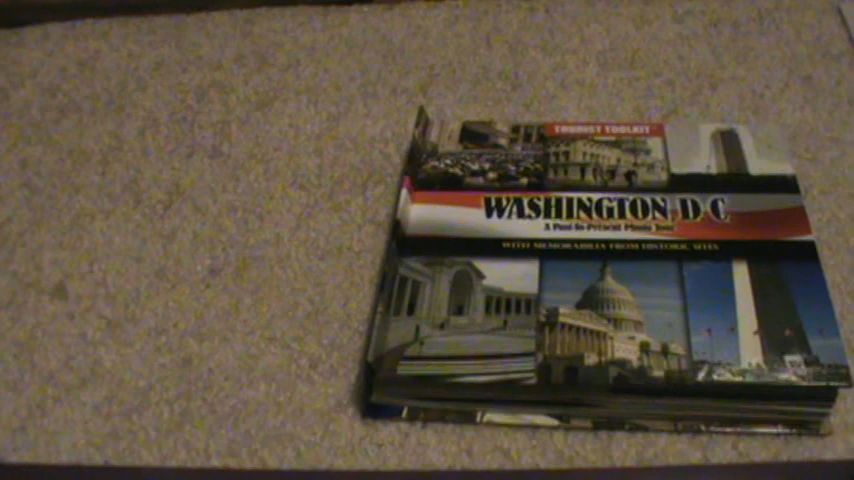 TOURIST TOOLKIT
WASHINGTON, D C
A Past-to-Present Photo Tour
WITH MEMORABILIA FROM HISTORIC SITES